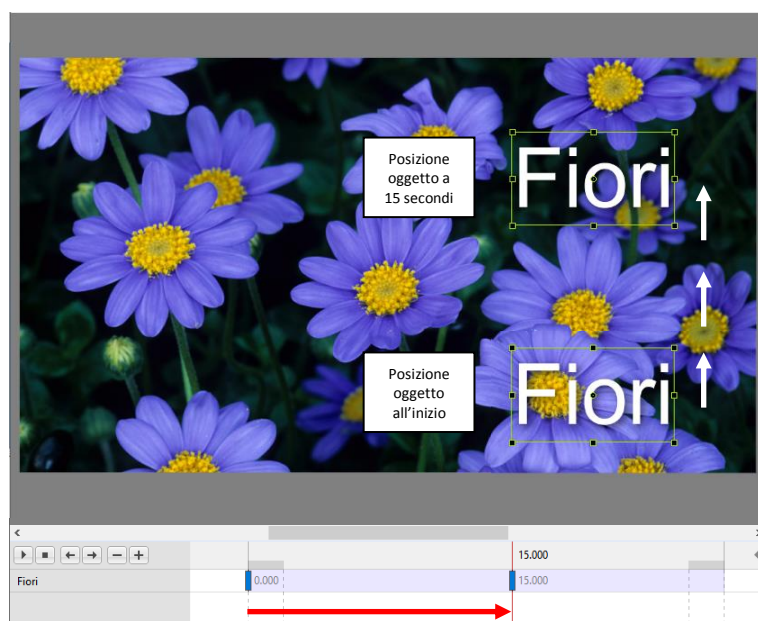 Posizione
oggetto a
15 secondi
Fiori
Posizione
oggetto
all'inizio
Fiori
15.000
Fiori
0.000
15.000